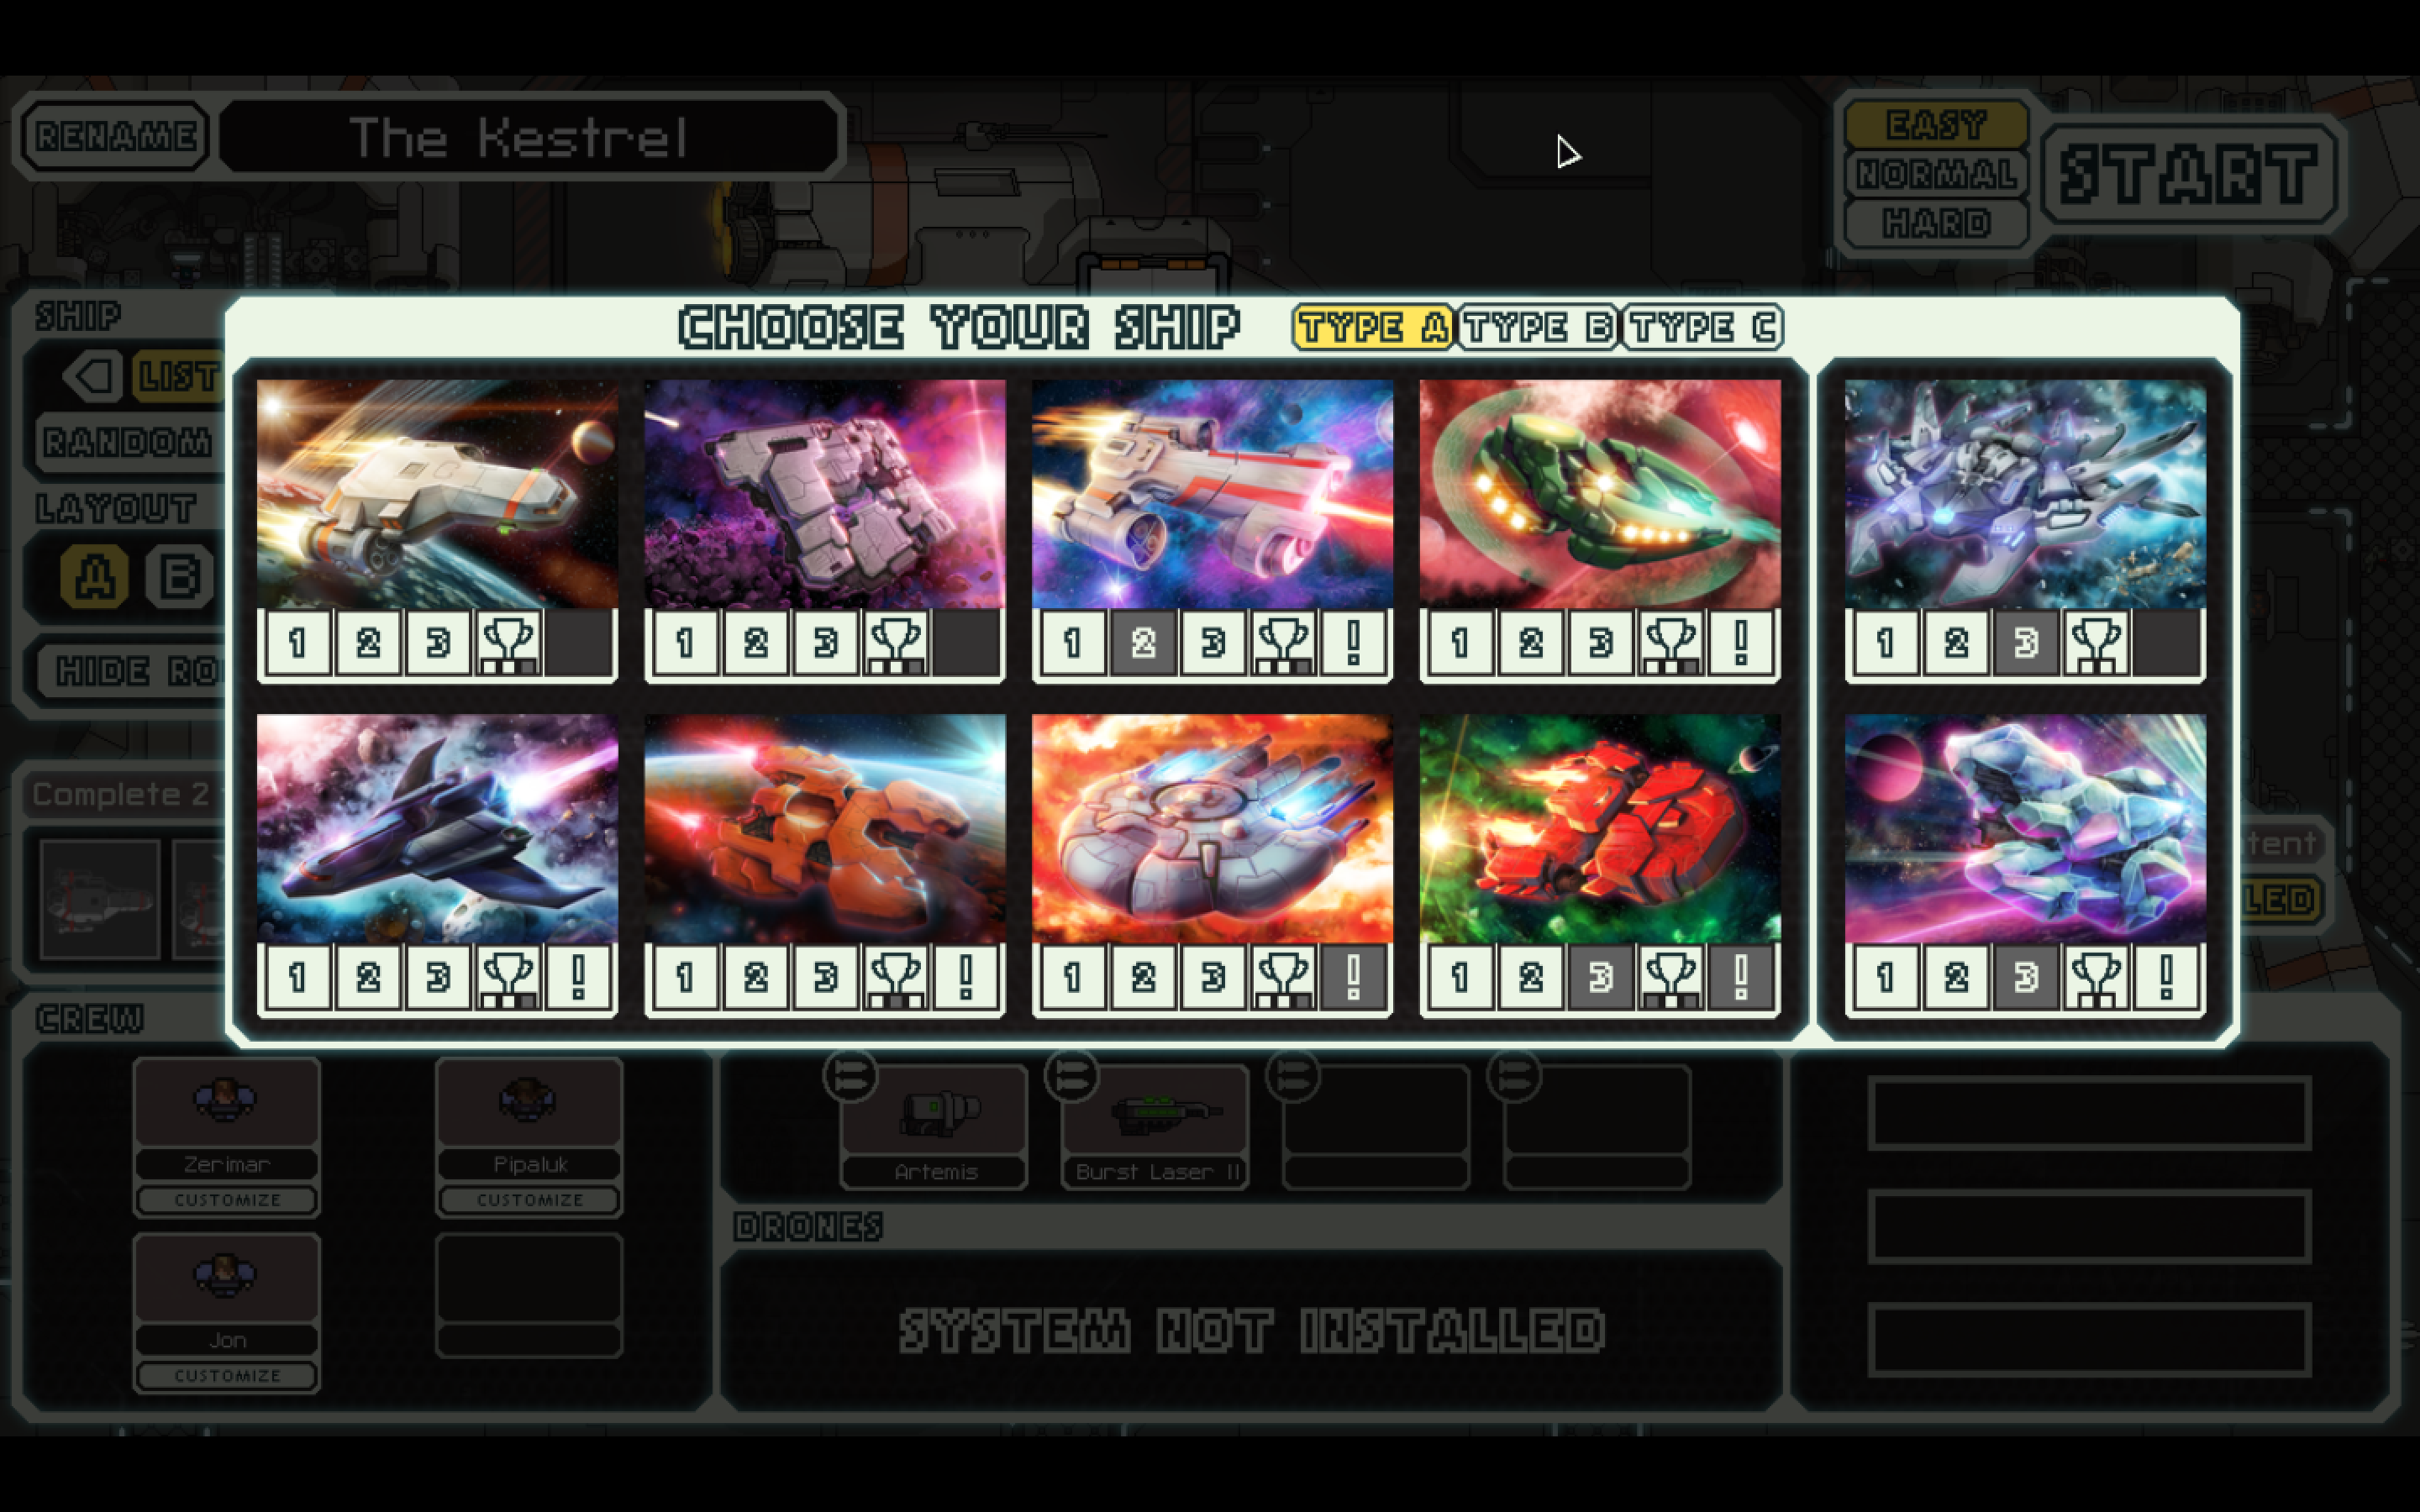 RENAME
The Kestrel
EASY
NORMAL
HARD
START
SHIP
CHOOSE YOUR SHIP
TYPE A
TYPE B
TYPE C
LIST
RANDOM
LAYOUT
A B
HIDE RO
1 2 3
1 2 3
1 2 3 !
1 2 3 !
1 2 3
Complete 2
tent
LED
1 2 3 !
1 2 3 !
1 2 3 !
1 2 3 !
1 2 3 !
CREW
Zerimar
CUSTOMIZE
Pipaluk
CUSTOMIZE
Jon
CUSTOMIZE
Artemis
Burst Laser II
DRONES
SYSTEM NOT INSTALLED